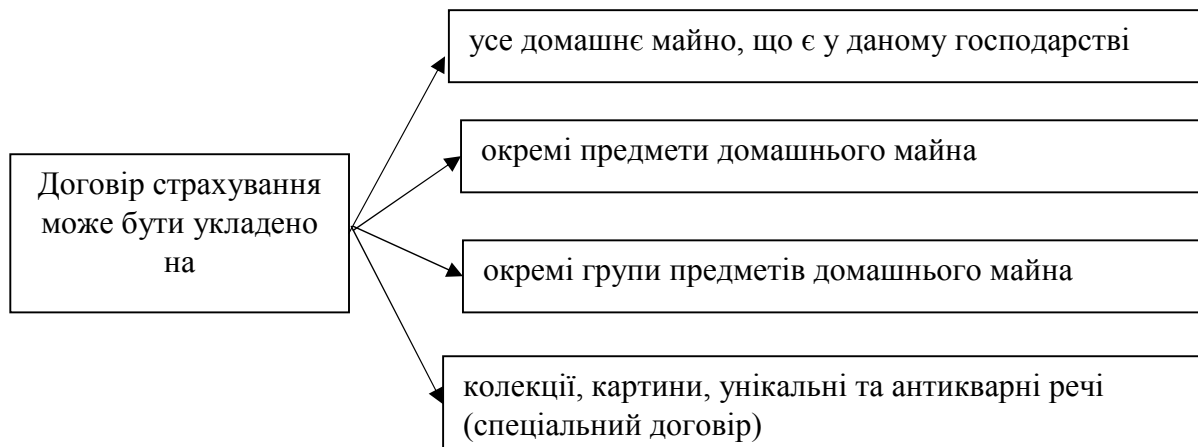 усе домашнє майно, що є у даному господарстві
окремі предмети домашнього майна
Договір страхування
може бути укладено
на
окремі групи предметів домашнього майна
колекції, картини, унікальні та антикварні речі
(спеціальний договір)